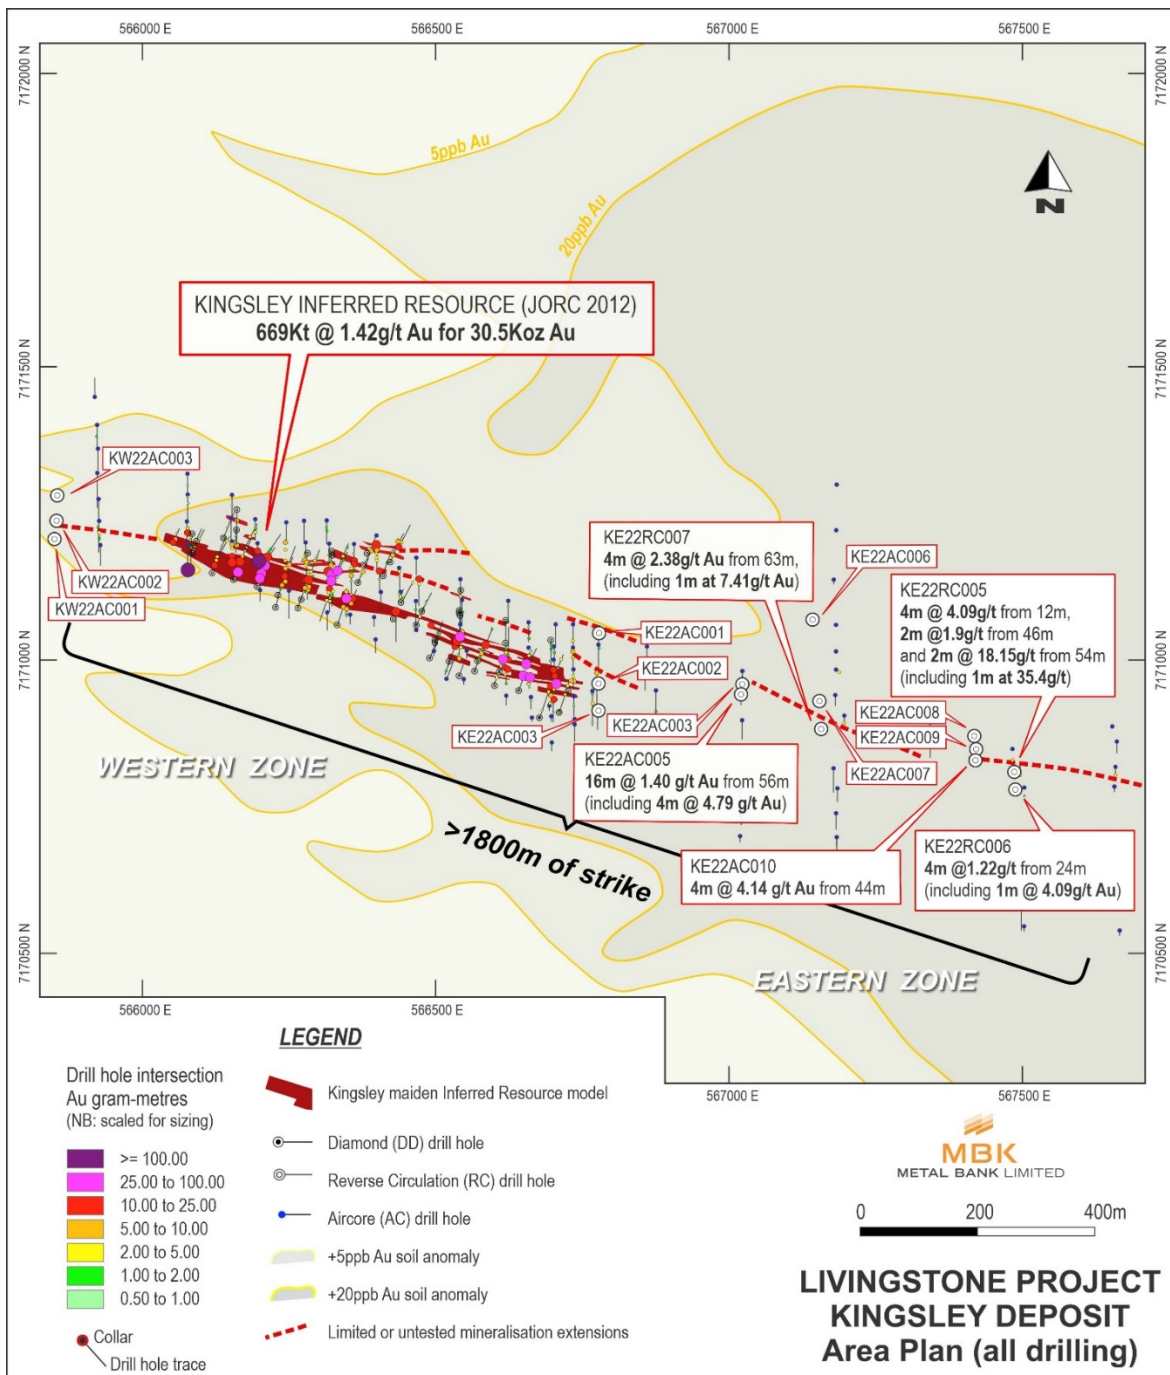 566000 E
566500 E
567000 E
567500 E
7172000 N
7172000 N
5ppb Au
20ppb Au
N
KINGSLEY INFERRED RESOURCE (JORC 2012)
669Kt @ 1.42g/t Au for 30.5Koz Au
7171500 N
7171500 N
KW22AC003
KW22AC002
KW22AC001
KE22RC007
4m @ 2.38g/t Au from 63m,
(including 1m at 7.41g/t Au)
KE22AC006
KE22RC005
4m @ 4.09g/t from 12m,
2m @1.9g/t from 46m
and 2m @ 18.15g/t from 54m
(including 1m at 35.4g/t)
7171000 N
7171000 N
KE22AC001
KE22AC002
KE22AC003
KE22AC003
KE22AC008
KE22AC009
KE22AC007
KE22AC005
16m @ 1.40 g/t Au from 56m
(including 4m @ 4.79 g/t Au)
WESTERN ZONE
>1800m of strike
KE22AC010
4m @ 4.14 g/t Au from 44m
KE22RC006
4m @1.22g/t from 24m
(including 1m @ 4.09g/t Au)
7170500 N
7170500 N
EASTERN ZONE
566000 E
566500 E
567000 E
567500 E
LEGEND
Drill hole intersection
Au gram-metres
(NB: scaled for sizing)
>= 100.00
25.00 to 100.00
10.00 to 25.00
5.00 to 10.00
2.00 to 5.00
1.00 to 2.00
0.50 to 1.00
Collar
Drill hole trace
Kingsley maiden Inferred Resource model
Diamond (DD) drill hole
Reverse Circulation (RC) drill hole
Aircore (AC) drill hole
+5ppb Au soil anomaly
+20ppb Au soil anomaly
Limited or untested mineralisation extensions
MBK
METAL BANK LIMITED
0 200 400m
LIVINGSTONE PROJECT
KINGSLEY DEPOSIT
Area Plan (all drilling)